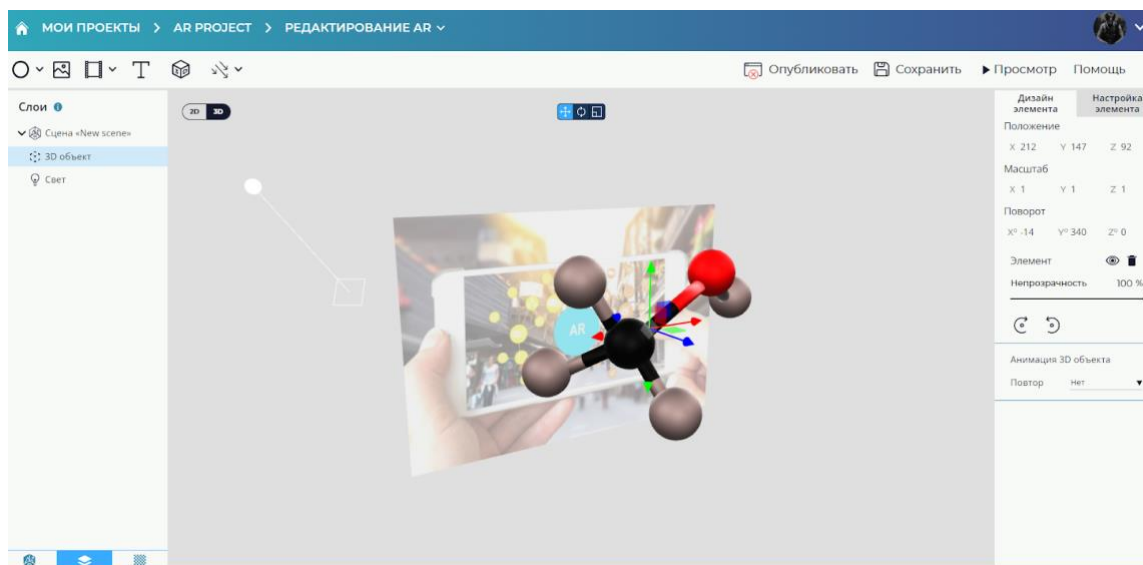 МОИ ПРОЕКТЫ > AR PROJECT > РЕДАКТИРОВАНИЕ AR
T Опубликовать Сохранить Просмотр Помощь
Слои
Сцена «New scene»
3D объект
Свет
2D 3D
AR
Дизайн элемента
Настройка элемента
Положение
X 212 Y 147 Z 92
Масштаб
X 1 Y 1 Z 1
Поворот
X° -14 Y° 340 Z° 0
Элемент
Непрозрачность 100 %
Анимация 3D объекта
Повтор Нет